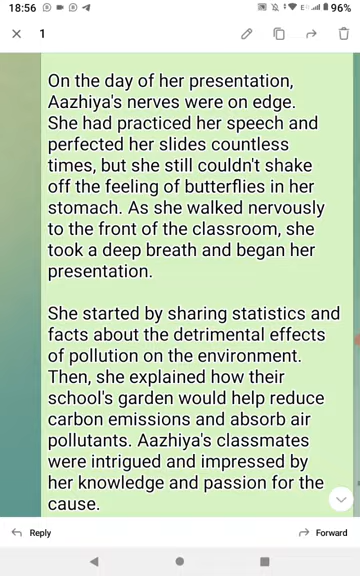 18:56
96%
1
On the day of her presentation,
Aazhiya's nerves were on edge.
She had practiced her speech and
perfected her slides countless
times, but she still couldn't shake
off the feeling of butterflies in her
stomach. As she walked nervously
to the front of the classroom, she
took a deep breath and began her
presentation.
She started by sharing statistics and
facts about the detrimental effects
of pollution on the environment.
Then, she explained how their
school's garden would help reduce
carbon emissions and absorb air
pollutants. Aazhiya's classmates
were intrigued and impressed by
her knowledge and passion for the
cause.
Reply
Forward